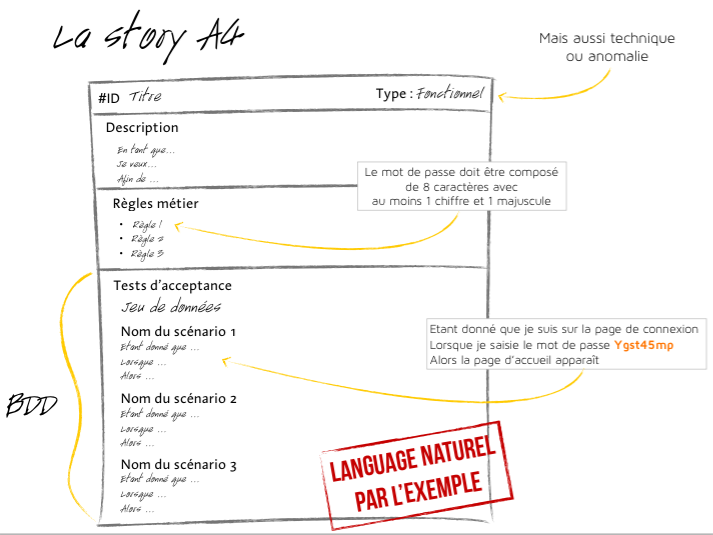 La story A4
Mais aussi technique
ou anomalie
#ID Titre
Type : Fonctionnel
Description
En tant que...
Je veux...
Afin de ...
Le mot de passe doit être composé
de 8 caractères avec
au moins 1 chiffre et 1 majuscule
Règles métier
• Règle 1
• Règle 2
• Règle 3
Tests d'acceptance
Jeu de données
Nom du scénario 1
Etant donné que ...
Lorsque ...
Alors ...
Etant donné que je suis sur la page de connexion
Lorsque je saisie le mot de passe Ygst45mp
Alors la page d'accueil apparaît
BDD
Nom du scénario 2
Etant donné que ...
Lorsque ...
Alors ...
Nom du scénario 3
Etant donné que ...
Lorsque ...
Alors ...
LANGUAGE NATUREL
PAR L'EXEMPLE